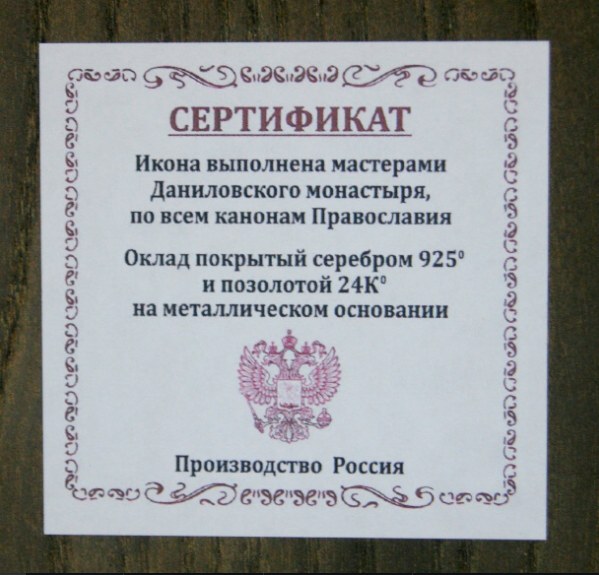 СЕРТИФИКАТ
Икона выполнена мастерами
Даниловского монастыря,
по всем канонам Православия
Оклад покрытый серебром 925⁰
и позолотой 24К⁰
на металлическом основании
Производство Россия